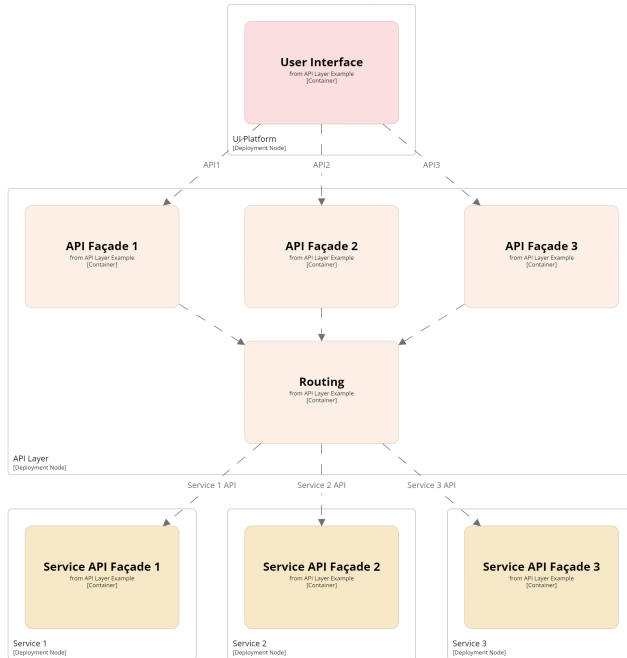 User Interface
from API Layer Example
[Container]
UI Platform
[Deployment Node]
API1
API2
API3
API Façade 1
from API Layer Example
[Container]
API Façade 2
from API Layer Example
[Container]
API Façade 3
from API Layer Example
[Container]
Routing
from API Layer Example
[Container]
API Layer
[Deployment Node]
Service 1 API
Service 2 API
Service 3 API
Service API Façade 1
from API Layer Example
[Container]
Service API Façade 2
from API Layer Example
[Container]
Service API Façade 3
from API Layer Example
[Container]
Service 1
[Deployment Node]
Service 2
[Deployment Node]
Service 3
[Deployment Node]